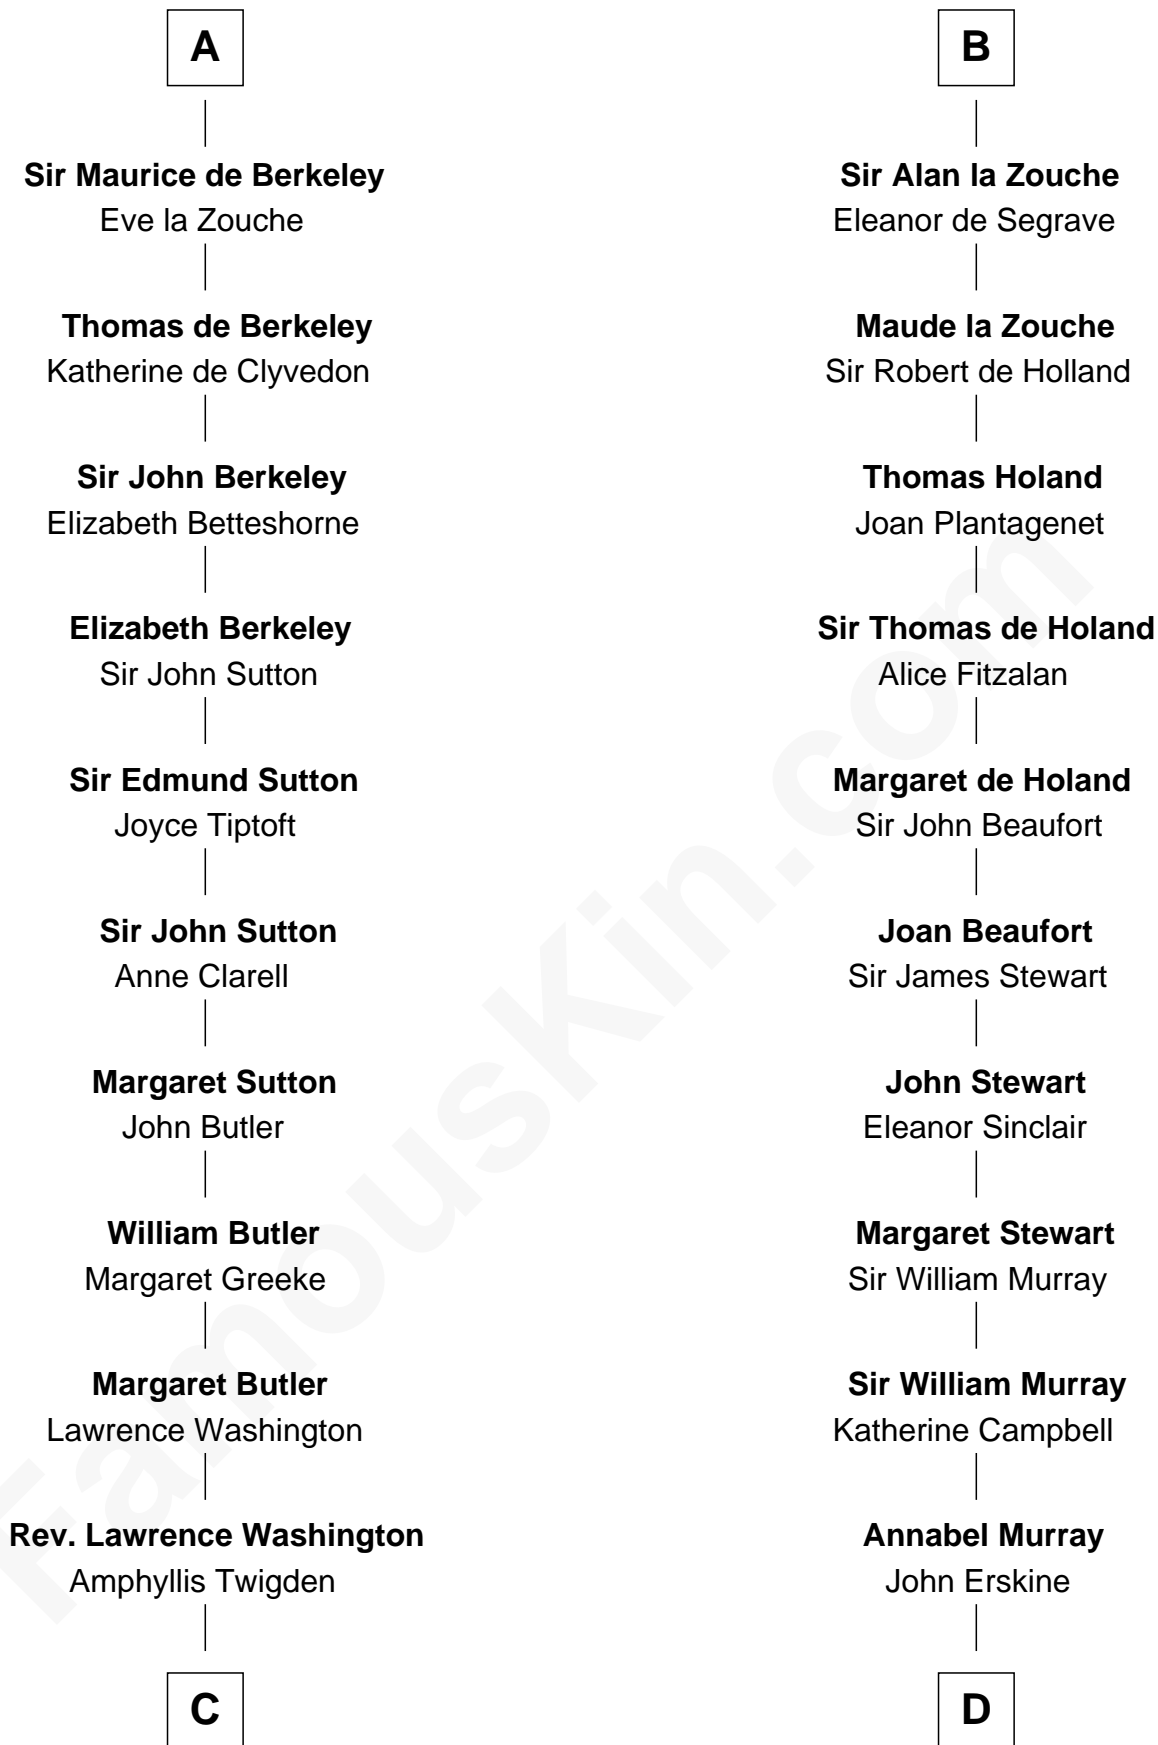 A
Sir Maurice de Berkeley
Eve la Zouche
Thomas de Berkeley
Katherine de Clyvedon
Sir John Berkeley
Elizabeth Betteshorne
Elizabeth Berkeley
Sir John Sutton
Sir Edmund Sutton
Joyce Tiptoft
Sir John Sutton
Anne Clarell
Margaret Sutton
John Butler
William Butler
Margaret Greeke
Margaret Butler
Lawrence Washington
Rev. Lawrence Washington
Amphyllis Twigden
C
B
Sir Alan la Zouche
Eleanor de Segrave
Maude la Zouche
Sir Robert de Holland
Thomas Holand
Joan Plantagenet
Sir Thomas de Holand
Alice Fitzalan
Margaret de Holand
Sir John Beaufort
Joan Beaufort
Sir James Stewart
John Stewart
Eleanor Sinclair
Margaret Stewart
Sir William Murray
Sir William Murray
Katherine Campbell
Annabel Murray
John Erskine
D
FamousKin.com